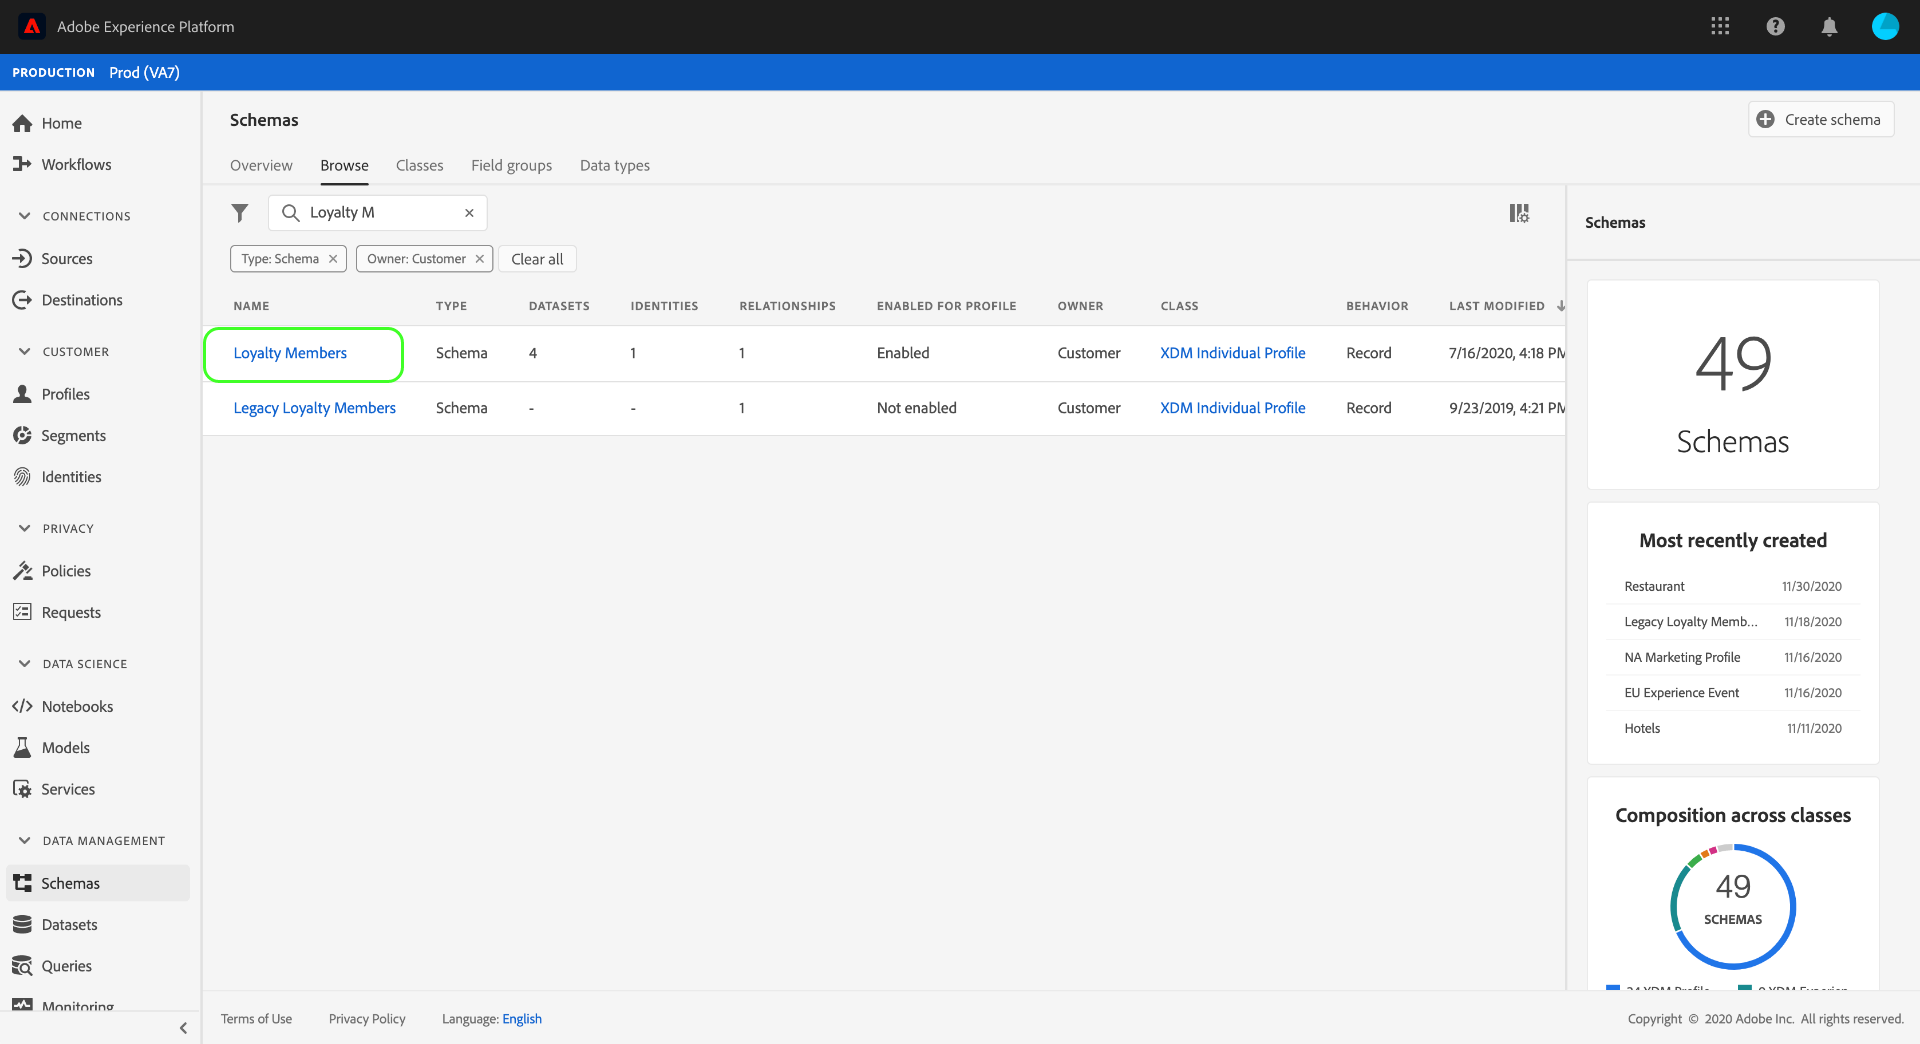 Adobe Experience Platform
PRODUCTION Prod (VA7)
Home
Workflows
CONNECTIONS
Sources
Destinations
CUSTOMER
Profiles
Segments
Identities
PRIVACY
Policies
Requests
DATA SCIENCE
Notebooks
Models
Services
DATA MANAGEMENT
Schemas
Datasets
Queries
Monitoring
Schemas
Create schema
Overview Browse Classes Field groups Data types
Loyalty M
Type: Schema Owner: Customer Clear all
NAME TYPE DATASETS IDENTITIES RELATIONSHIPS ENABLED FOR PROFILE OWNER CLASS BEHAVIOR LAST MODIFIED
Loyalty Members Schema 4 1 1 Enabled Customer XDM Individual Profile Record 7/16/2020, 4:18 PM
Legacy Loyalty Members Schema - - 1 Not enabled Customer XDM Individual Profile Record 9/23/2019, 4:21 PM
Schemas
49
Schemas
Most recently created
Restaurant 11/30/2020
Legacy Loyalty Memb... 11/18/2020
NA Marketing Profile 11/16/2020
EU Experience Event 11/16/2020
Hotels 11/11/2020
Composition across classes
49
SCHEMAS
Terms of Use Privacy Policy Language: English
Copyright © 2020 Adobe Inc. All rights reserved.